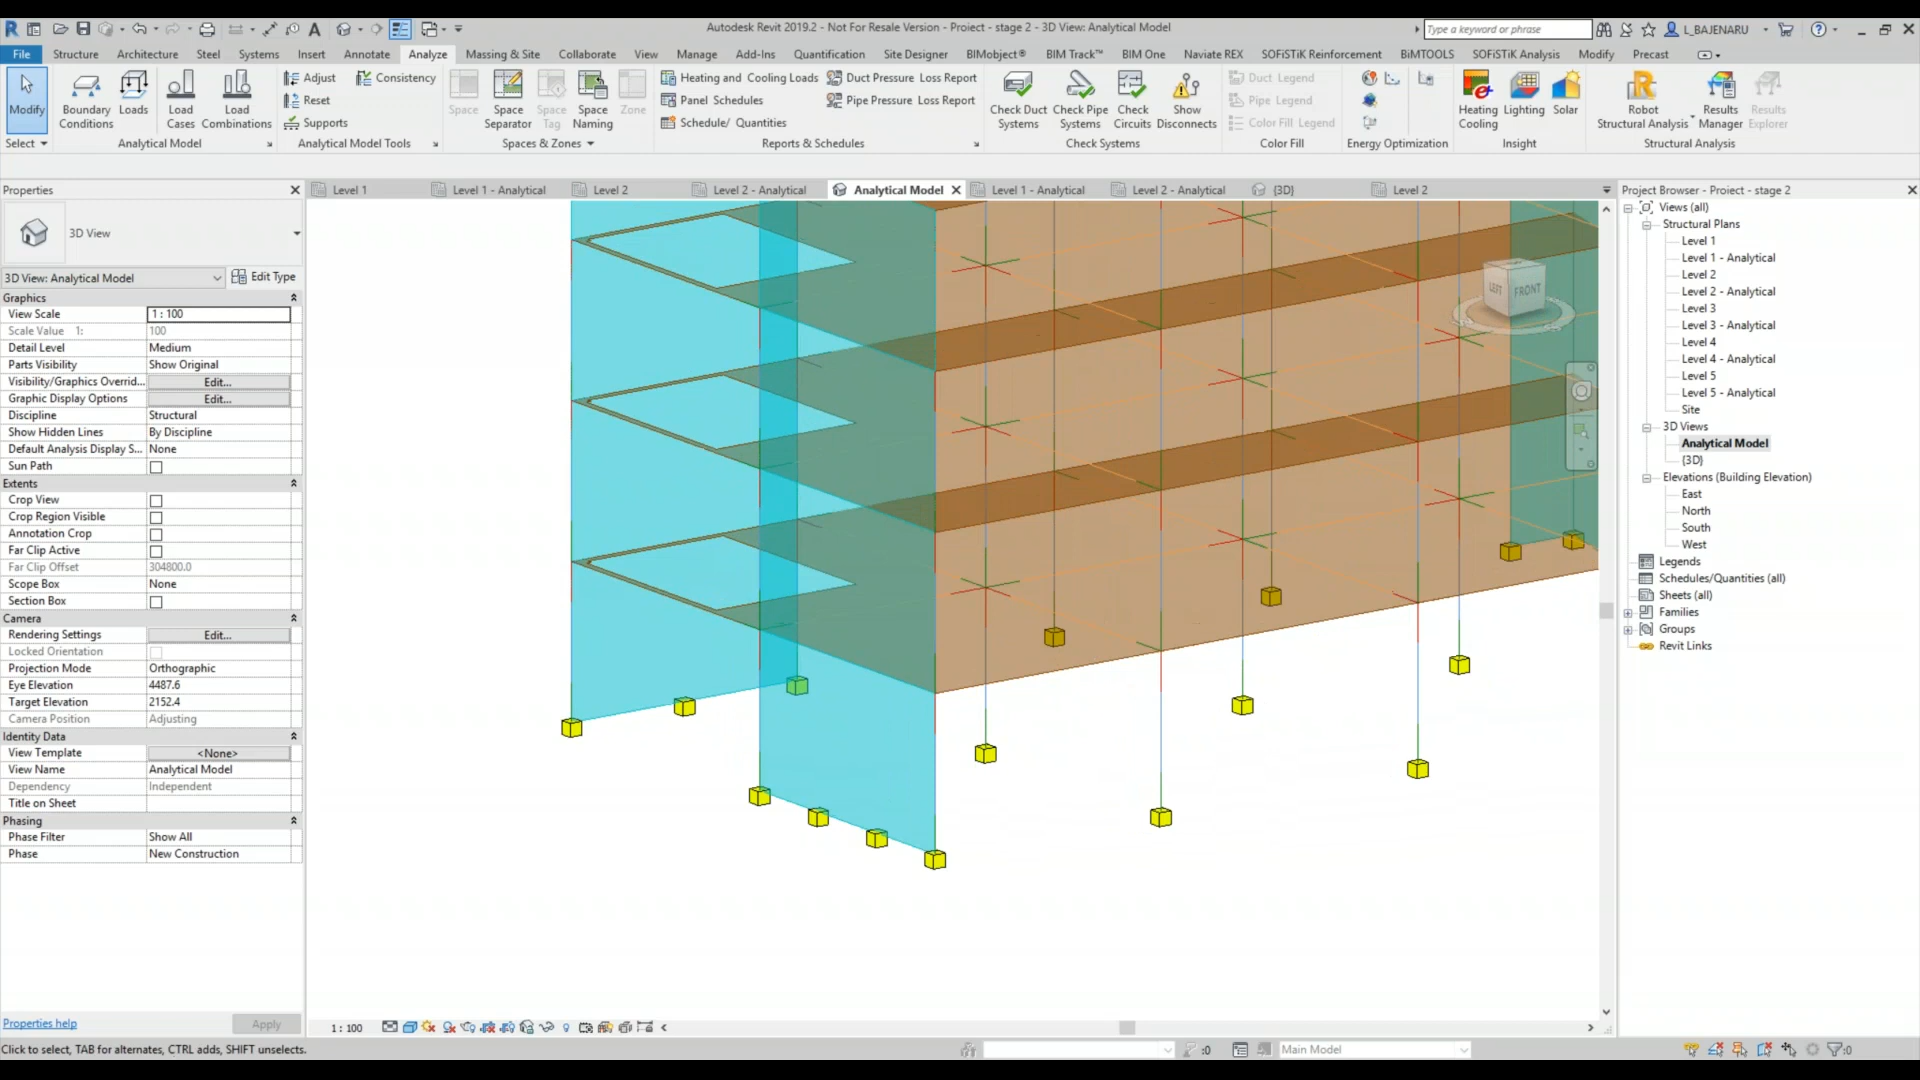 Autodesk Revit 2019.2 - Not For Resale Version - Project - stage 2 - 3D View: Analytical Model
Type a keyword or phrase
L_BAJENARU
File Structure Architecture Steel Systems Insert Annotate Analyze Massing & Site Collaborate View Manage Add-Ins Quantification Site Designer BIMobject® BIM Track™ BIM One Naviate REX SOFiSTiK Reinforcement BiMTOOLS SOFiSTiK Analysis Modify Precast
Modify
Select
Boundary Conditions
Loads
Load Cases
Load Combinations
Analytical Model
Adjust
Consistency
Reset
Supports
Analytical Model Tools
Space
Space Separator
Space Tag
Space Naming
Zone
Spaces & Zones
Heating and Cooling Loads
Panel Schedules
Schedule/ Quantities
Duct Pressure Loss Report
Pipe Pressure Loss Report
Reports & Schedules
Check Duct Systems
Check Pipe Systems
Check Circuits
Show Disconnects
Check Systems
Duct Legend
Pipe Legend
Color Fill Legend
Color Fill
Energy Optimization
Heating Cooling
Lighting
Solar
Insight
Robot Structural Analysis
Results Manager
Results Explorer
Structural Analysis
Level 1
Level 1 - Analytical
Level 2
Level 2 - Analytical
Analytical Model
Level 1 - Analytical
Level 2 - Analytical
{3D}
Level 2
Properties
3D View
3D View: Analytical Model
Edit Type
Graphics
View Scale 1 : 100
Scale Value 1: 100
Detail Level Medium
Parts Visibility Show Original
Visibility/Graphics Overrid... Edit...
Graphic Display Options Edit...
Discipline Structural
Show Hidden Lines By Discipline
Default Analysis Display S... None
Sun Path
Extents
Crop View
Crop Region Visible
Annotation Crop
Far Clip Active
Far Clip Offset 304800.0
Scope Box None
Section Box
Camera
Rendering Settings Edit...
Locked Orientation
Projection Mode Orthographic
Eye Elevation 4487.6
Target Elevation 2152.4
Camera Position Adjusting
Identity Data
View Template <None>
View Name Analytical Model
Dependency Independent
Title on Sheet
Phasing
Phase Filter Show All
Phase New Construction
Properties help
Apply
LEFT FRONT
Project Browser - Project - stage 2
Views (all)
Structural Plans
Level 1
Level 1 - Analytical
Level 2
Level 2 - Analytical
Level 3
Level 3 - Analytical
Level 4
Level 4 - Analytical
Level 5
Level 5 - Analytical
Site
3D Views
Analytical Model
{3D}
Elevations (Building Elevation)
East
North
South
West
Legends
Schedules/Quantities (all)
Sheets (all)
Families
Groups
Revit Links
1 : 100
Click to select, TAB for alternates, CTRL adds, SHIFT unselects.
:0
Main Model
:0